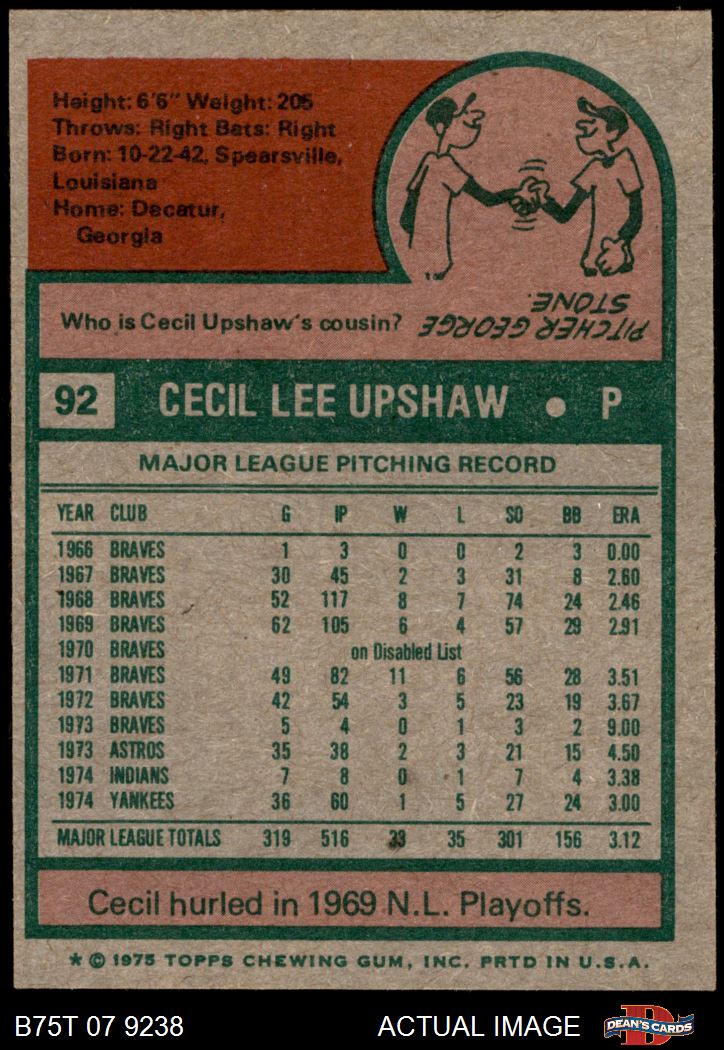 Height: 6'6" Weight: 205
Throws: Right Bats: Right
Born: 10-22-42, Spearsville,
Louisiana
Home: Decatur,
Georgia
Who is Cecil Upshaw's cousin?
PITCHER GEORGE
STONE.
92 CECIL LEE UPSHAW • P
MAJOR LEAGUE PITCHING RECORD
YEAR CLUB G IP W L SO BB ERA
1966 BRAVES 1 3 0 0 2 3 0.00
1967 BRAVES 30 45 2 3 31 8 2.60
1968 BRAVES 52 117 8 7 74 24 2.46
1969 BRAVES 62 105 6 4 57 29 2.91
1970 BRAVES on Disabled List
1971 BRAVES 49 82 11 6 56 28 3.51
1972 BRAVES 42 54 3 5 23 19 3.67
1973 BRAVES 5 4 0 1 3 2 9.00
1973 ASTROS 35 38 2 3 21 15 4.50
1974 INDIANS 7 8 0 1 7 4 3.38
1974 YANKEES 36 60 1 5 27 24 3.00
MAJOR LEAGUE TOTALS 319 516 33 35 301 156 3.12
Cecil hurled in 1969 N.L. Playoffs.
* © 1975 TOPPS CHEWING GUM, INC. PRTD IN U.S.A.
B75T 07 9238 ACTUAL IMAGE D DEAN'S CARDS